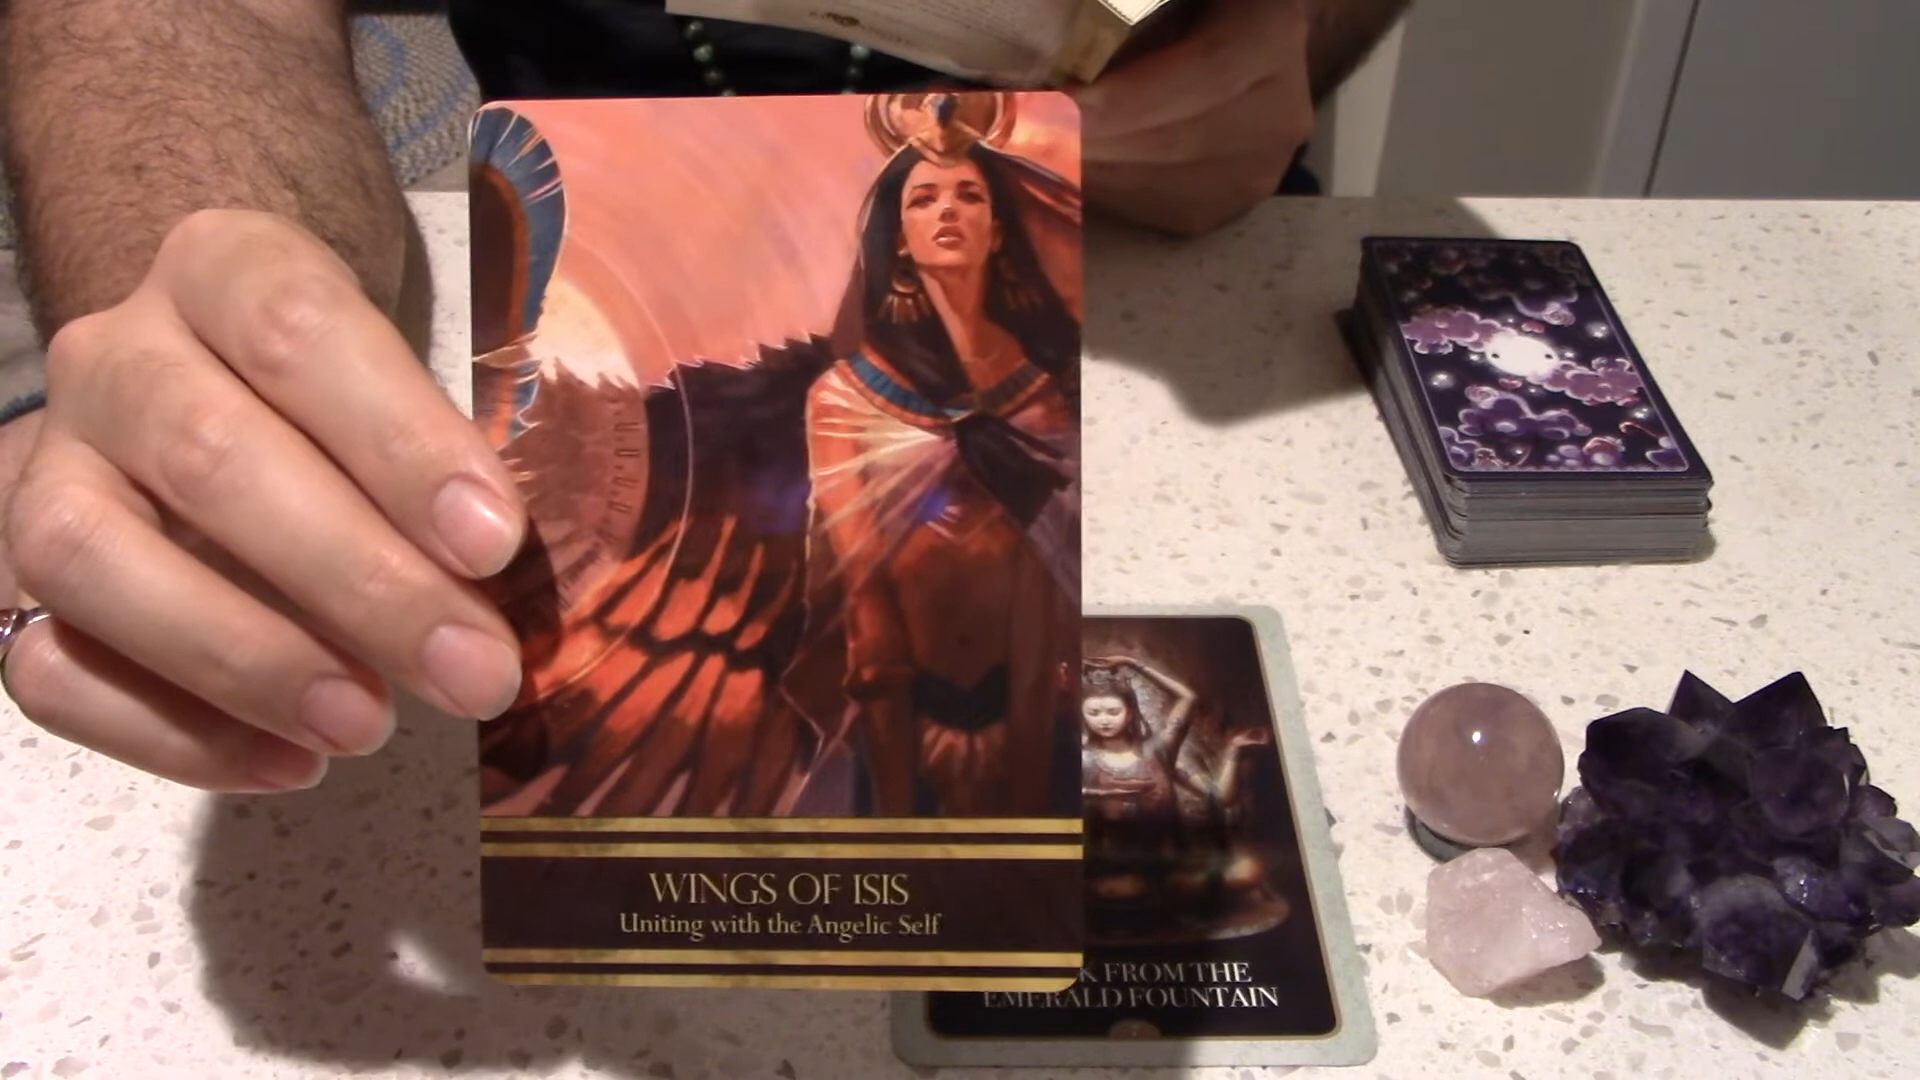 WINGS OF ISIS
Uniting with the Angelic Self
FROM THE
EMERALD FOUNTAIN